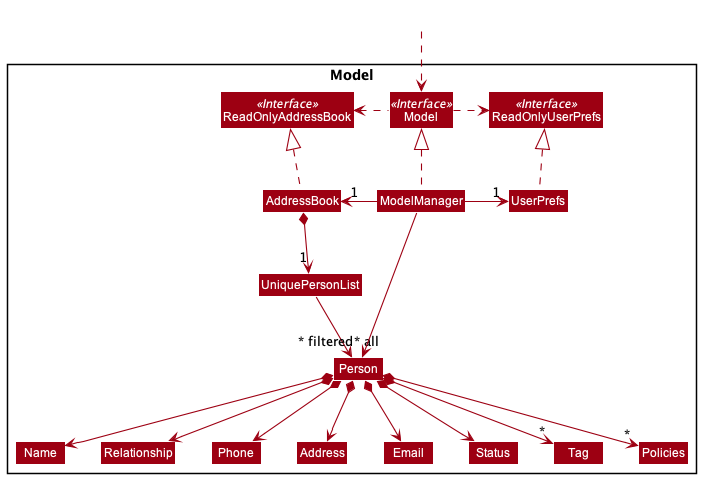 Model
«Interface»
ReadOnlyAddressBook
«Interface»
Model
«Interface»
ReadOnlyUserPrefs
AddressBook
1
ModelManager
1
UserPrefs
1
UniquePersonList
* filtered
* all
Person
* *
Name
Relationship
Phone
Address
Email
Status
Tag
Policies